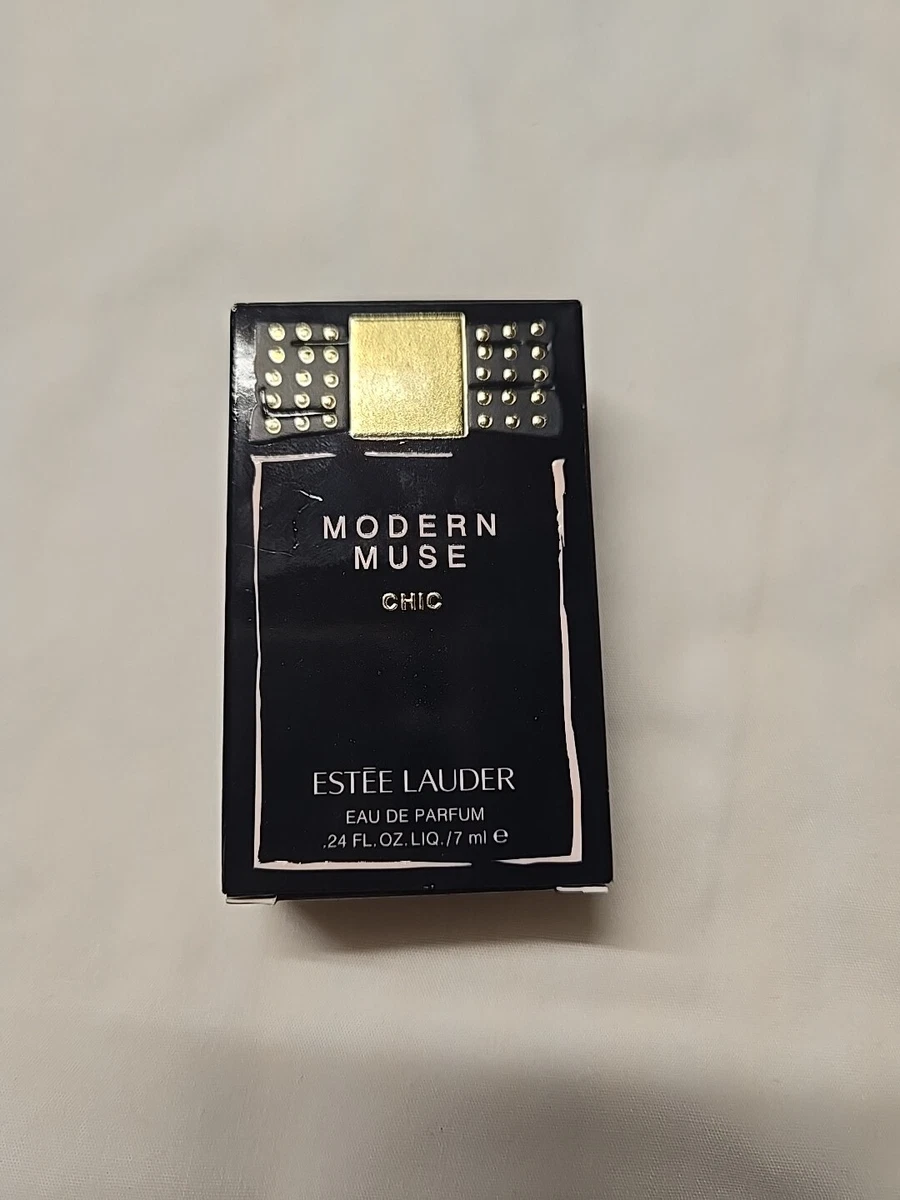 MODERN
MUSE
CHIC
ESTĒE LAUDER
EAU DE PARFUM
.24 FL.OZ.LIQ./7 ml ℮